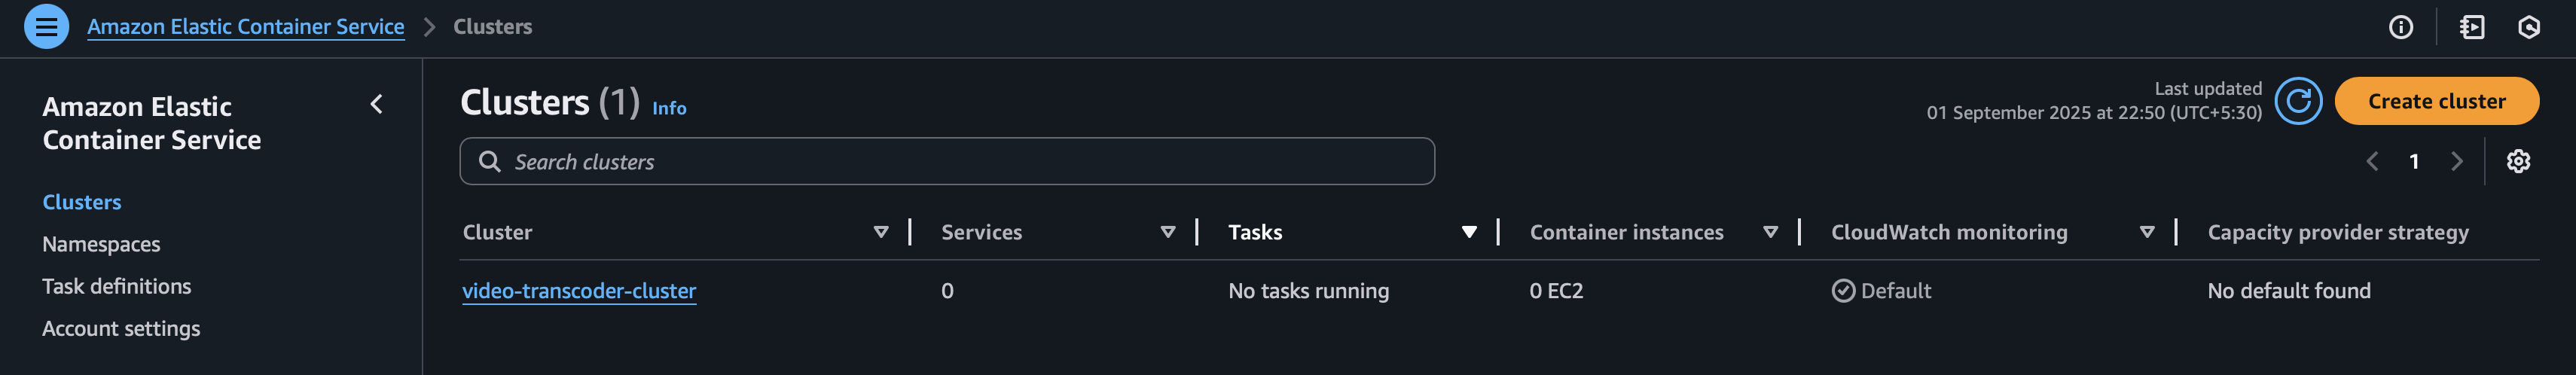 Amazon Elastic Container Service > Clusters
Amazon Elastic
Container Service
Clusters
Namespaces
Task definitions
Account settings
Clusters (1) Info
Last updated
01 September 2025 at 22:50 (UTC+5:30)
Create cluster
Search clusters
1
Cluster Services Tasks Container instances CloudWatch monitoring Capacity provider strategy
video-transcoder-cluster 0 No tasks running 0 EC2 Default No default found